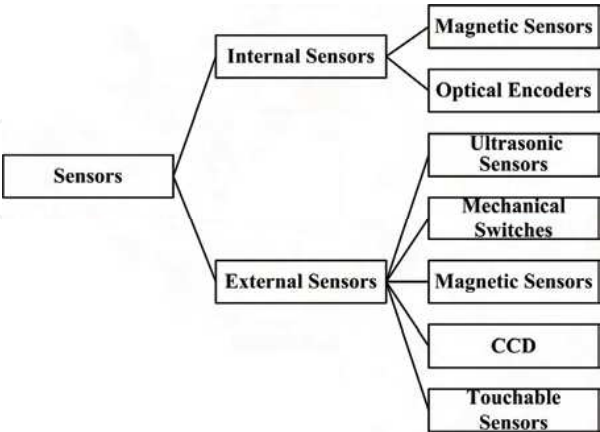 Magnetic Sensors
Internal Sensors
Optical Encoders
Ultrasonic
Sensors
Sensors
Mechanical
Switches
External Sensors
Magnetic Sensors
CCD
Touchable
Sensors